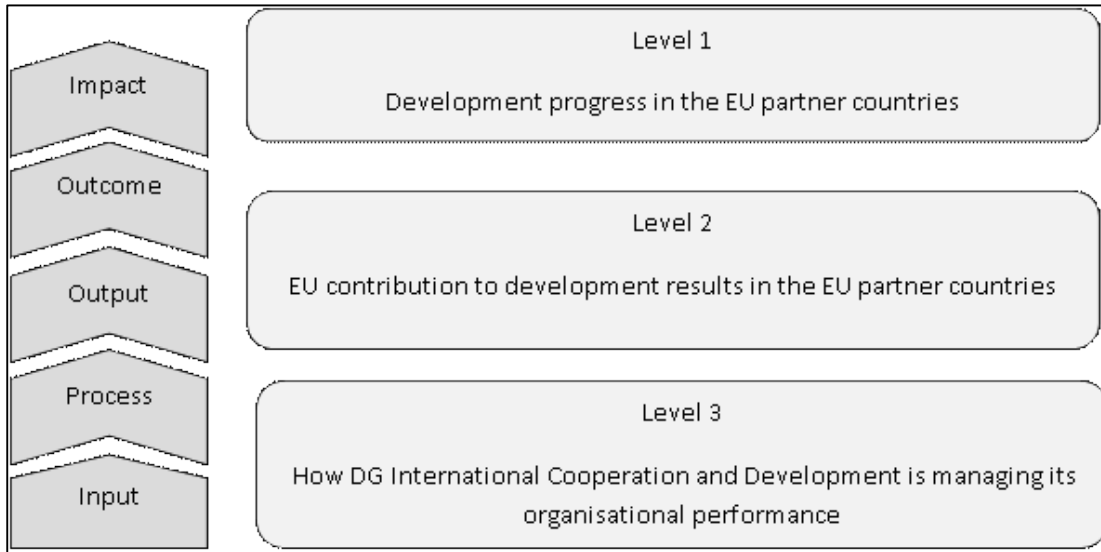 Impact
Outcome
Output
Process
Input
Level 1
Development progress in the EU partner countries
Level 2
EU contribution to development results in the EU partner countries
Level 3
How DG International Cooperation and Development is managing its
organisational performance